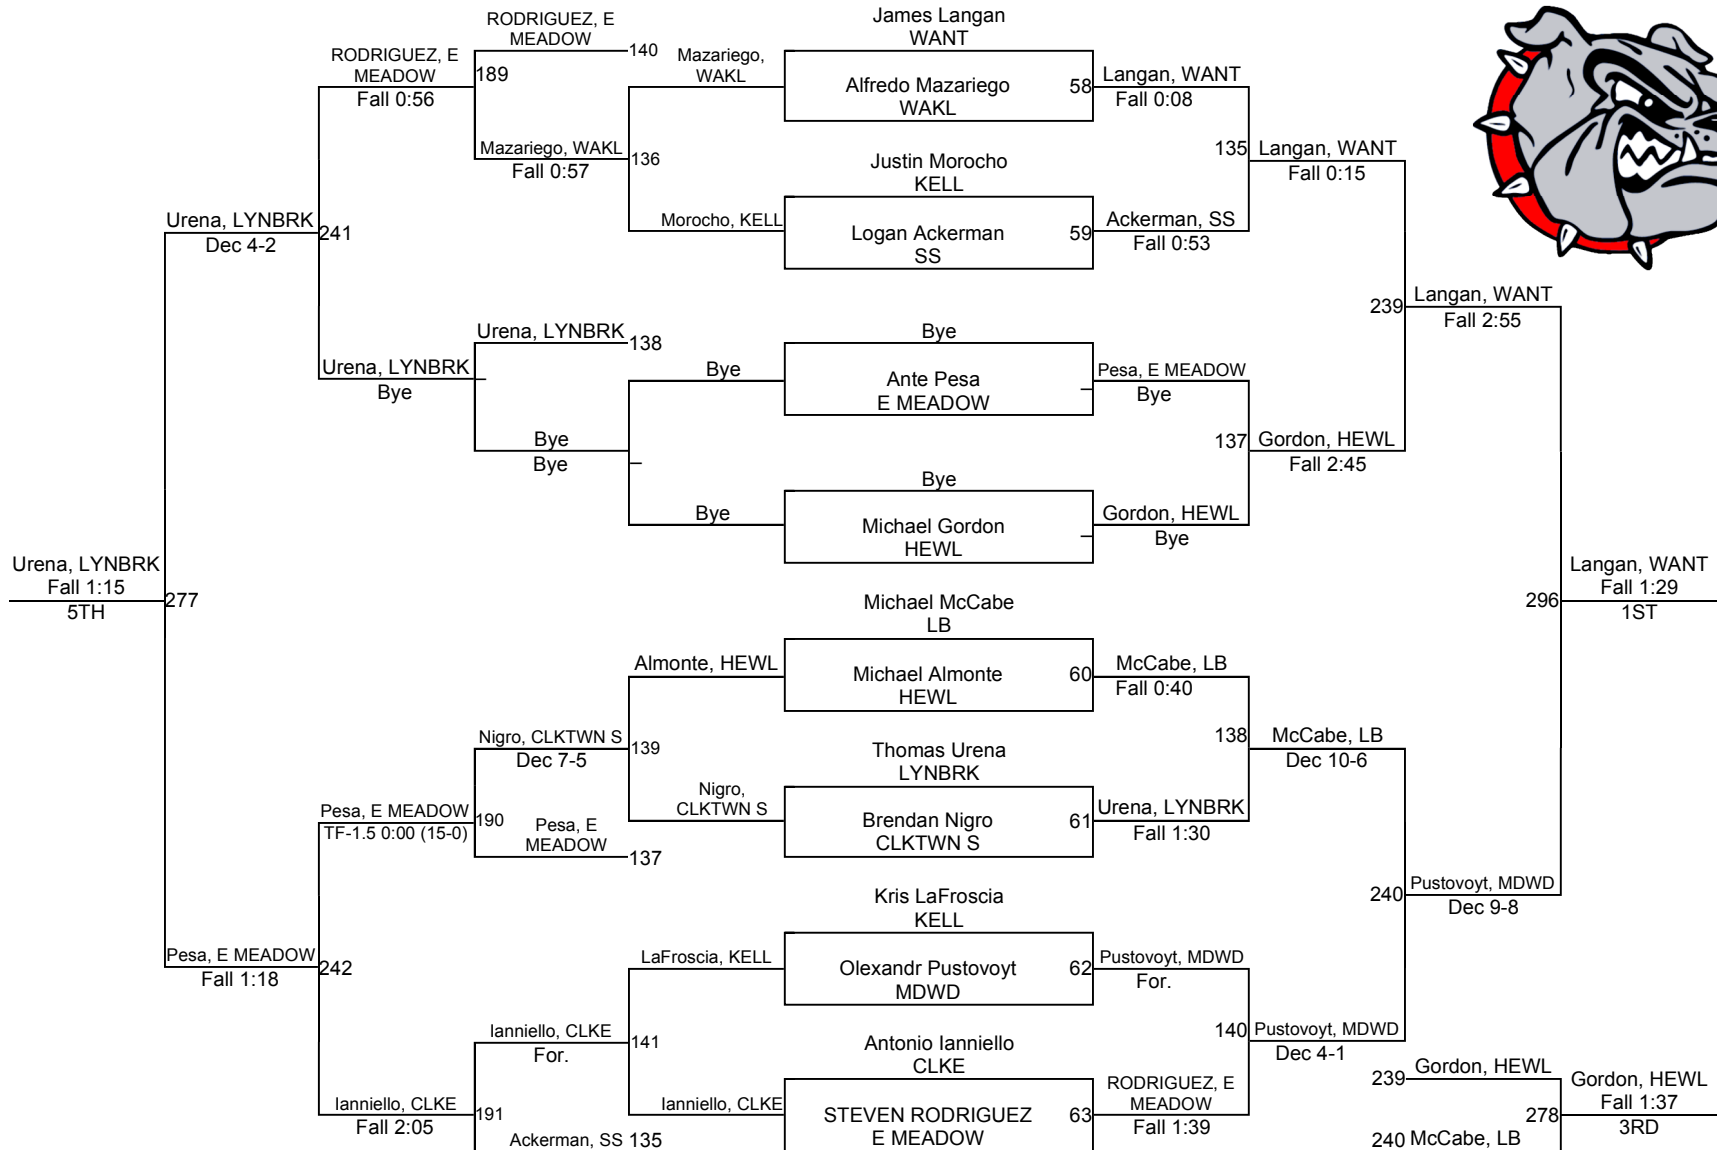 RODRIGUEZ, E
MEADOW
140
RODRIGUEZ, E
MEADOW
Fall 0:56
189
Mazariego, WAKL
Fall 0:57
136
Mazariego,
WAKL
Morocho, KELL
James Langan
WANT
Alfredo Mazariego
WAKL
58
Langan, WANT
Fall 0:08
Justin Morocho
KELL
Logan Ackerman
SS
59
Ackerman, SS
Fall 0:53
135
Langan, WANT
Fall 0:15
Urena, LYNBRK
Dec 4-2
241
Urena, LYNBRK
138
Urena, LYNBRK
Bye
Bye
Bye
Bye
Bye
Bye
Ante Pesa
E MEADOW
Pesa, E MEADOW
Bye
Bye
Michael Gordon
HEWL
Gordon, HEWL
Bye
137
Gordon, HEWL
Fall 2:45
239
Langan, WANT
Fall 2:55
Urena, LYNBRK
Fall 1:15
5TH
277
296
Langan, WANT
Fall 1:29
1ST
Michael McCabe
LB
Almonte, HEWL
Michael Almonte
HEWL
60
McCabe, LB
Fall 0:40
Nigro, CLKTWN S
Dec 7-5
139
Nigro,
CLKTWN S
Thomas Urena
LYNBRK
Brendan Nigro
CLKTWN S
61
Urena, LYNBRK
Fall 1:30
138
McCabe, LB
Dec 10-6
Pesa, E MEADOW
TF-1.5 0:00 (15-0)
190
Pesa, E
MEADOW
137
240
Pustovoyt, MDWD
Dec 9-8
Pesa, E MEADOW
Fall 1:18
242
Kris LaFroscia
KELL
LaFroscia, KELL
Olexandr Pustovoyt
MDWD
62
Pustovoyt, MDWD
For.
Ianniello, CLKE
For.
141
Antonio Ianniello
CLKE
140
Pustovoyt, MDWD
Dec 4-1
Ianniello, CLKE
Fall 2:05
191
Ianniello, CLKE
STEVEN RODRIGUEZ
E MEADOW
63
RODRIGUEZ, E
MEADOW
Fall 1:39
Ackerman, SS 135
239
Gordon, HEWL
278
Gordon, HEWL
Fall 1:37
3RD
240 McCabe, LB